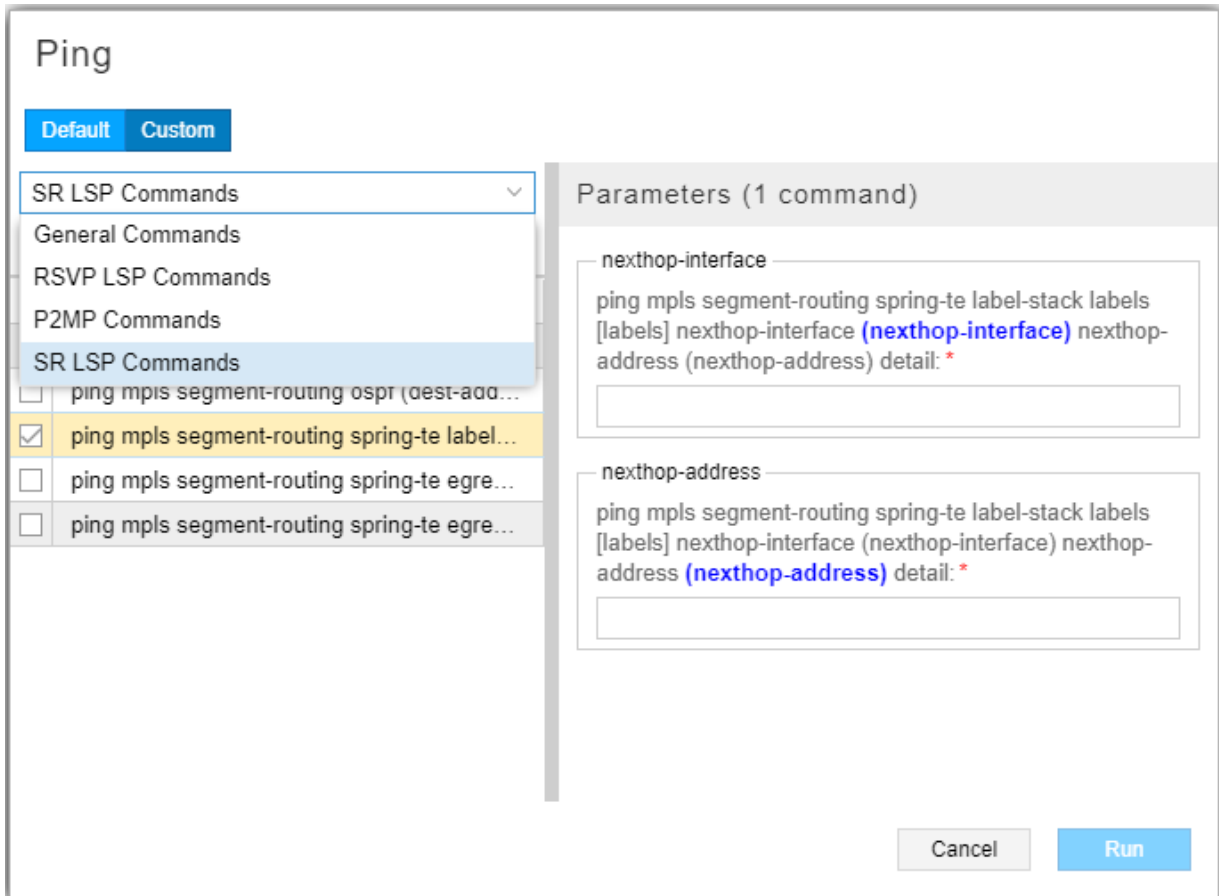 Ping
Default Custom
SR LSP Commands
General Commands
RSVP LSP Commands
P2MP Commands
SR LSP Commands
ping mpls segment-routing ospf (dest-add...
ping mpls segment-routing spring-te label...
ping mpls segment-routing spring-te egre...
ping mpls segment-routing spring-te egre...
Parameters (1 command)
nexthop-interface
ping mpls segment-routing spring-te label-stack labels
[labels] nexthop-interface (nexthop-interface) nexthop-
address (nexthop-address) detail: *
nexthop-address
ping mpls segment-routing spring-te label-stack labels
[labels] nexthop-interface (nexthop-interface) nexthop-
address (nexthop-address) detail: *
Cancel Run